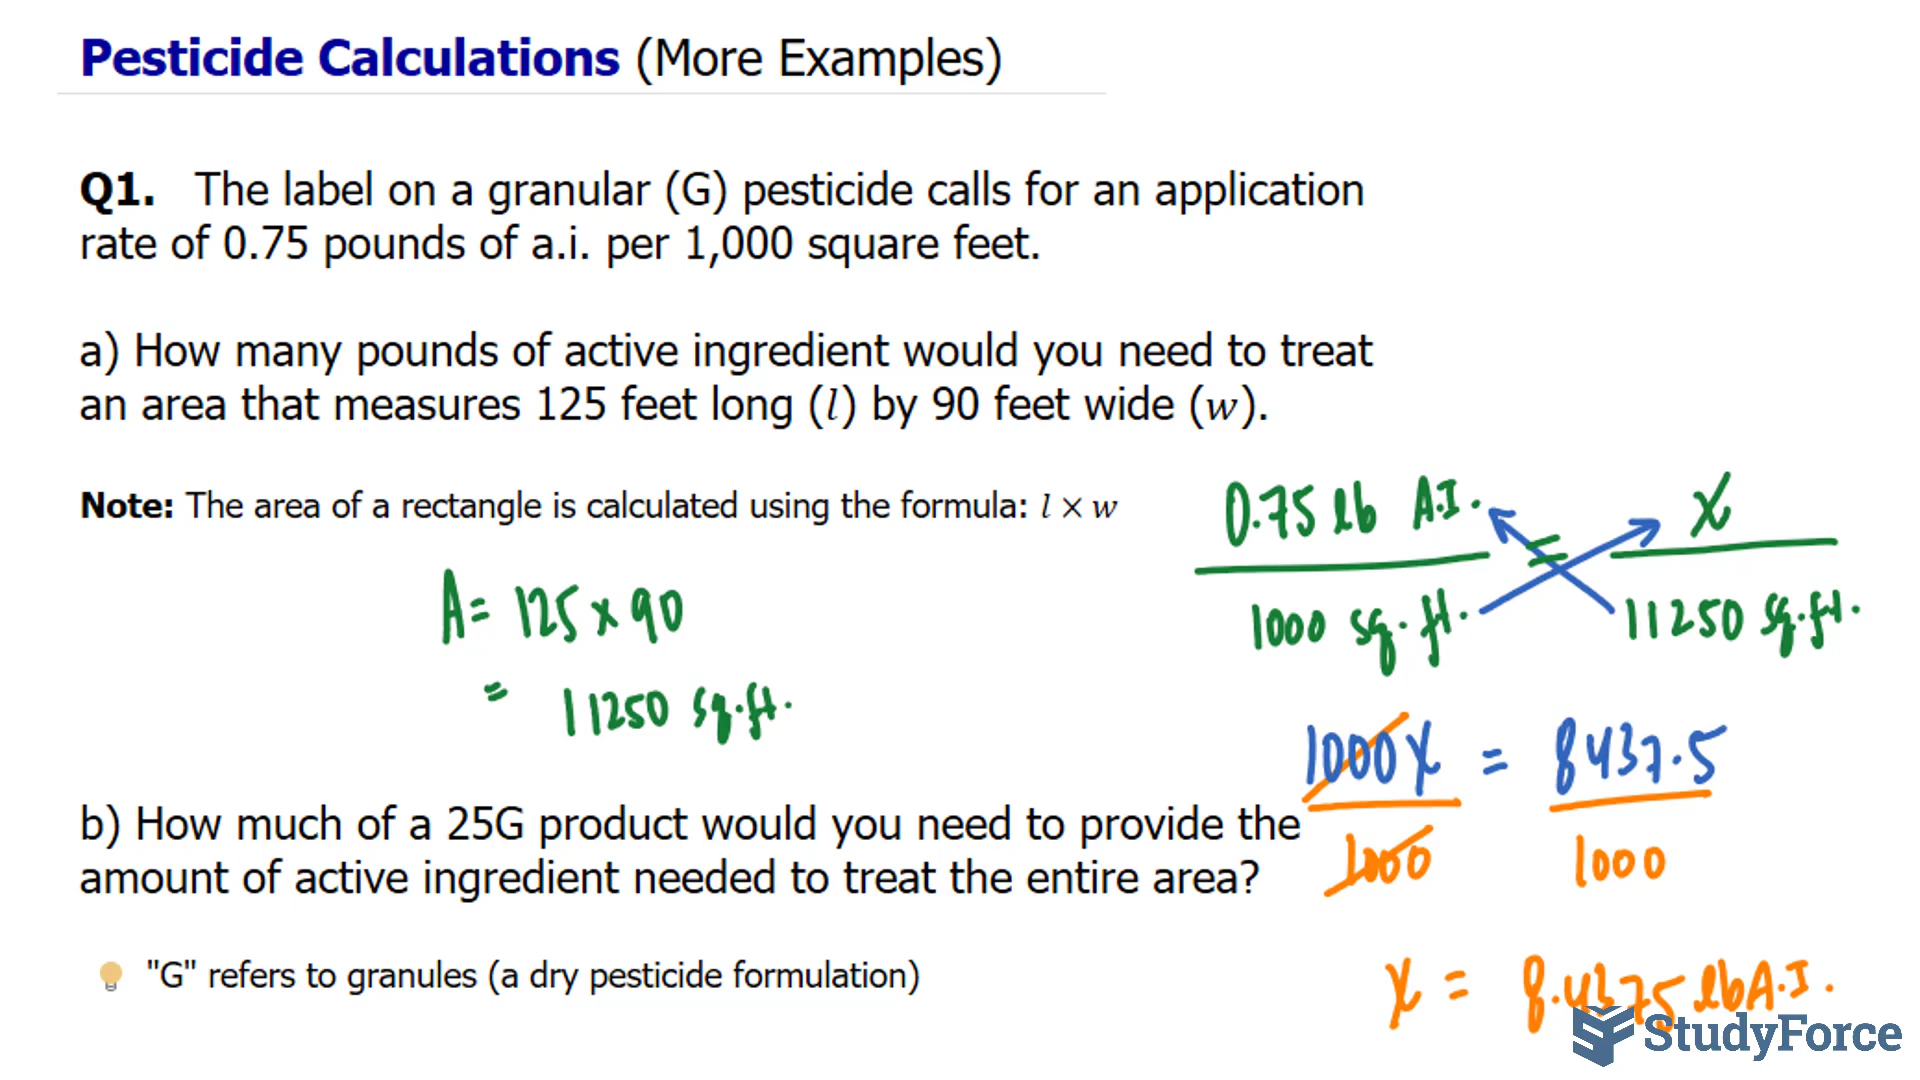 Pesticide Calculations (More Examples)
Q1. The label on a granular (G) pesticide calls for an application
rate of 0.75 pounds of a.i. per 1,000 square feet.
a) How many pounds of active ingredient would you need to treat
an area that measures 125 feet long (l) by 90 feet wide (w).
Note: The area of a rectangle is calculated using the formula: l × w
A = 125 x 90
= 11250 sq.ft.
0.75 lb A.I. = x
1000 sq.ft. 11250 sq.ft.
1000x = 8437.5
1000 1000
x = 8.4375 lb A.I.
b) How much of a 25G product would you need to provide the
amount of active ingredient needed to treat the entire area?
"G" refers to granules (a dry pesticide formulation)
StudyForce